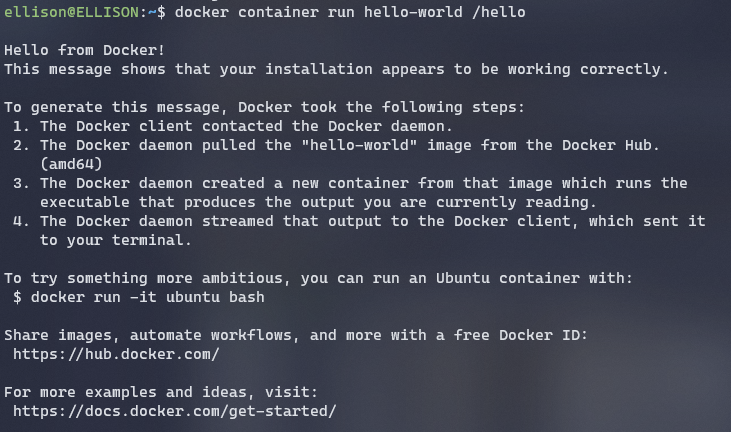 ellison@ELLISON:~$ docker container run hello-world /hello
Hello from Docker!
This message shows that your installation appears to be working correctly.
To generate this message, Docker took the following steps:
1. The Docker client contacted the Docker daemon.
2. The Docker daemon pulled the "hello-world" image from the Docker Hub.
(amd64)
3. The Docker daemon created a new container from that image which runs the
executable that produces the output you are currently reading.
4. The Docker daemon streamed that output to the Docker client, which sent it
to your terminal.
To try something more ambitious, you can run an Ubuntu container with:
$ docker run -it ubuntu bash
Share images, automate workflows, and more with a free Docker ID:
https://hub.docker.com/
For more examples and ideas, visit:
https://docs.docker.com/get-started/